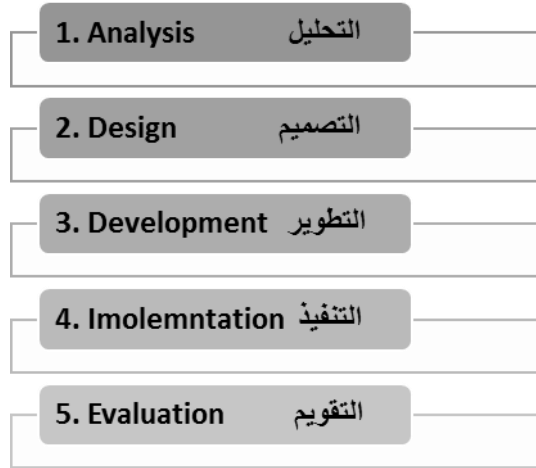 1. Analysis التحليل
2. Design التصميم
3. Development التطوير
4. Imolemntation التنفيذ
5. Evaluation التقويم